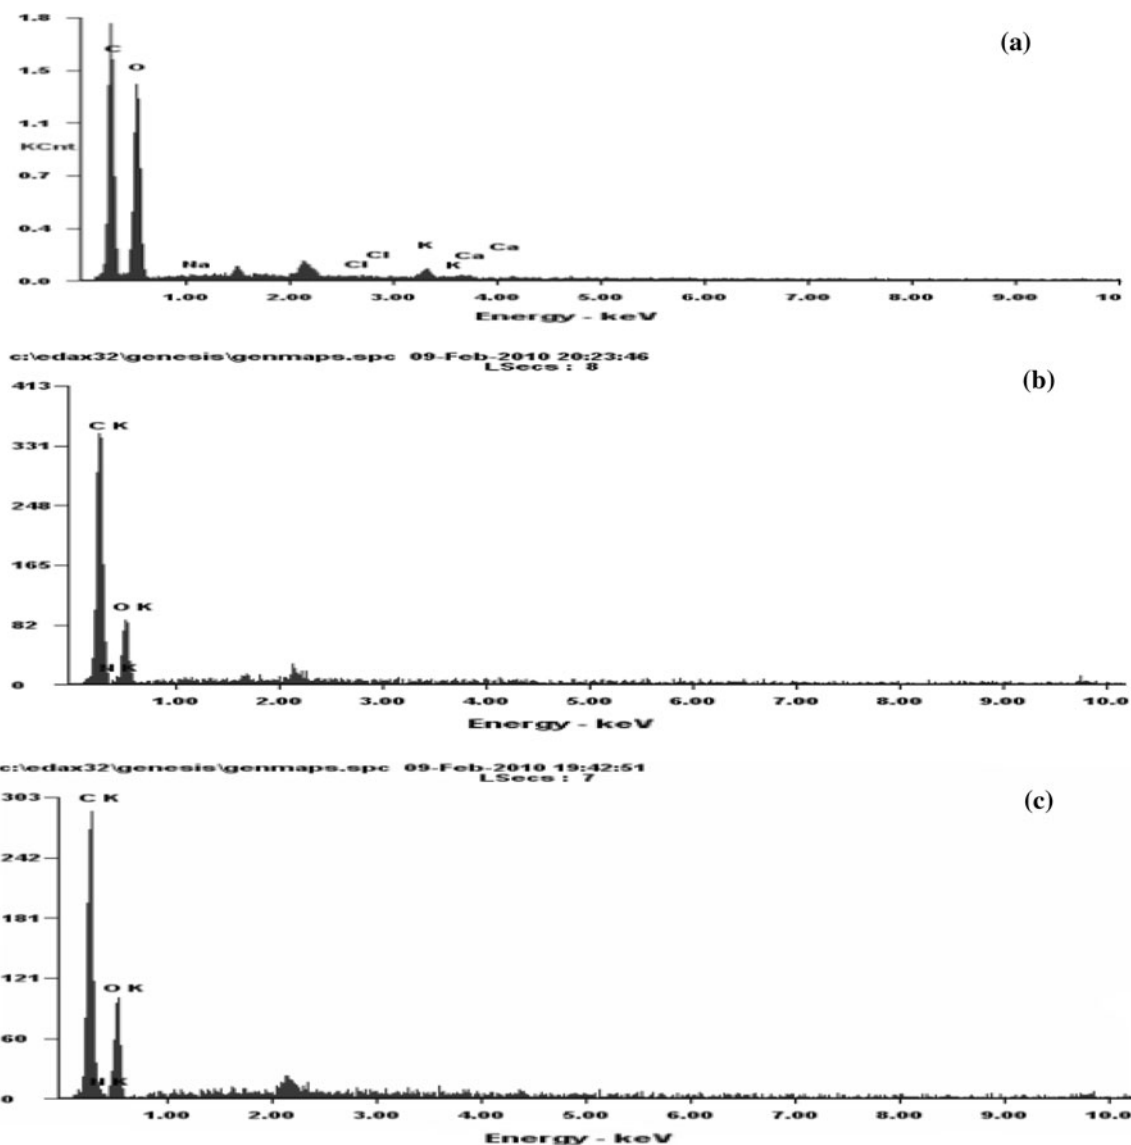 1.8
(a)
C
O
1.5
1.1
KCnt
0.7
0.4
K
Ca
Cl
Ca
Na
Cl
K
0.0
1.00 2.00 3.00 4.00 5.00 6.00 7.00 8.00 9.00 10
Energy - keV
c:\edax32\genesis\genmaps.spc 09-Feb-2010 20:23:46
LSecs : 8
413
(b)
C K
331
248
165
O K
82
N K
0
1.00 2.00 3.00 4.00 5.00 6.00 7.00 8.00 9.00 10.0
Energy - keV
c:\edax32\genesis\genmaps.spc 09-Feb-2010 19:42:51
LSecs : 7
303
C K
(c)
242
181
121
O K
60
N K
0
1.00 2.00 3.00 4.00 5.00 6.00 7.00 8.00 9.00 10.0
Energy - keV